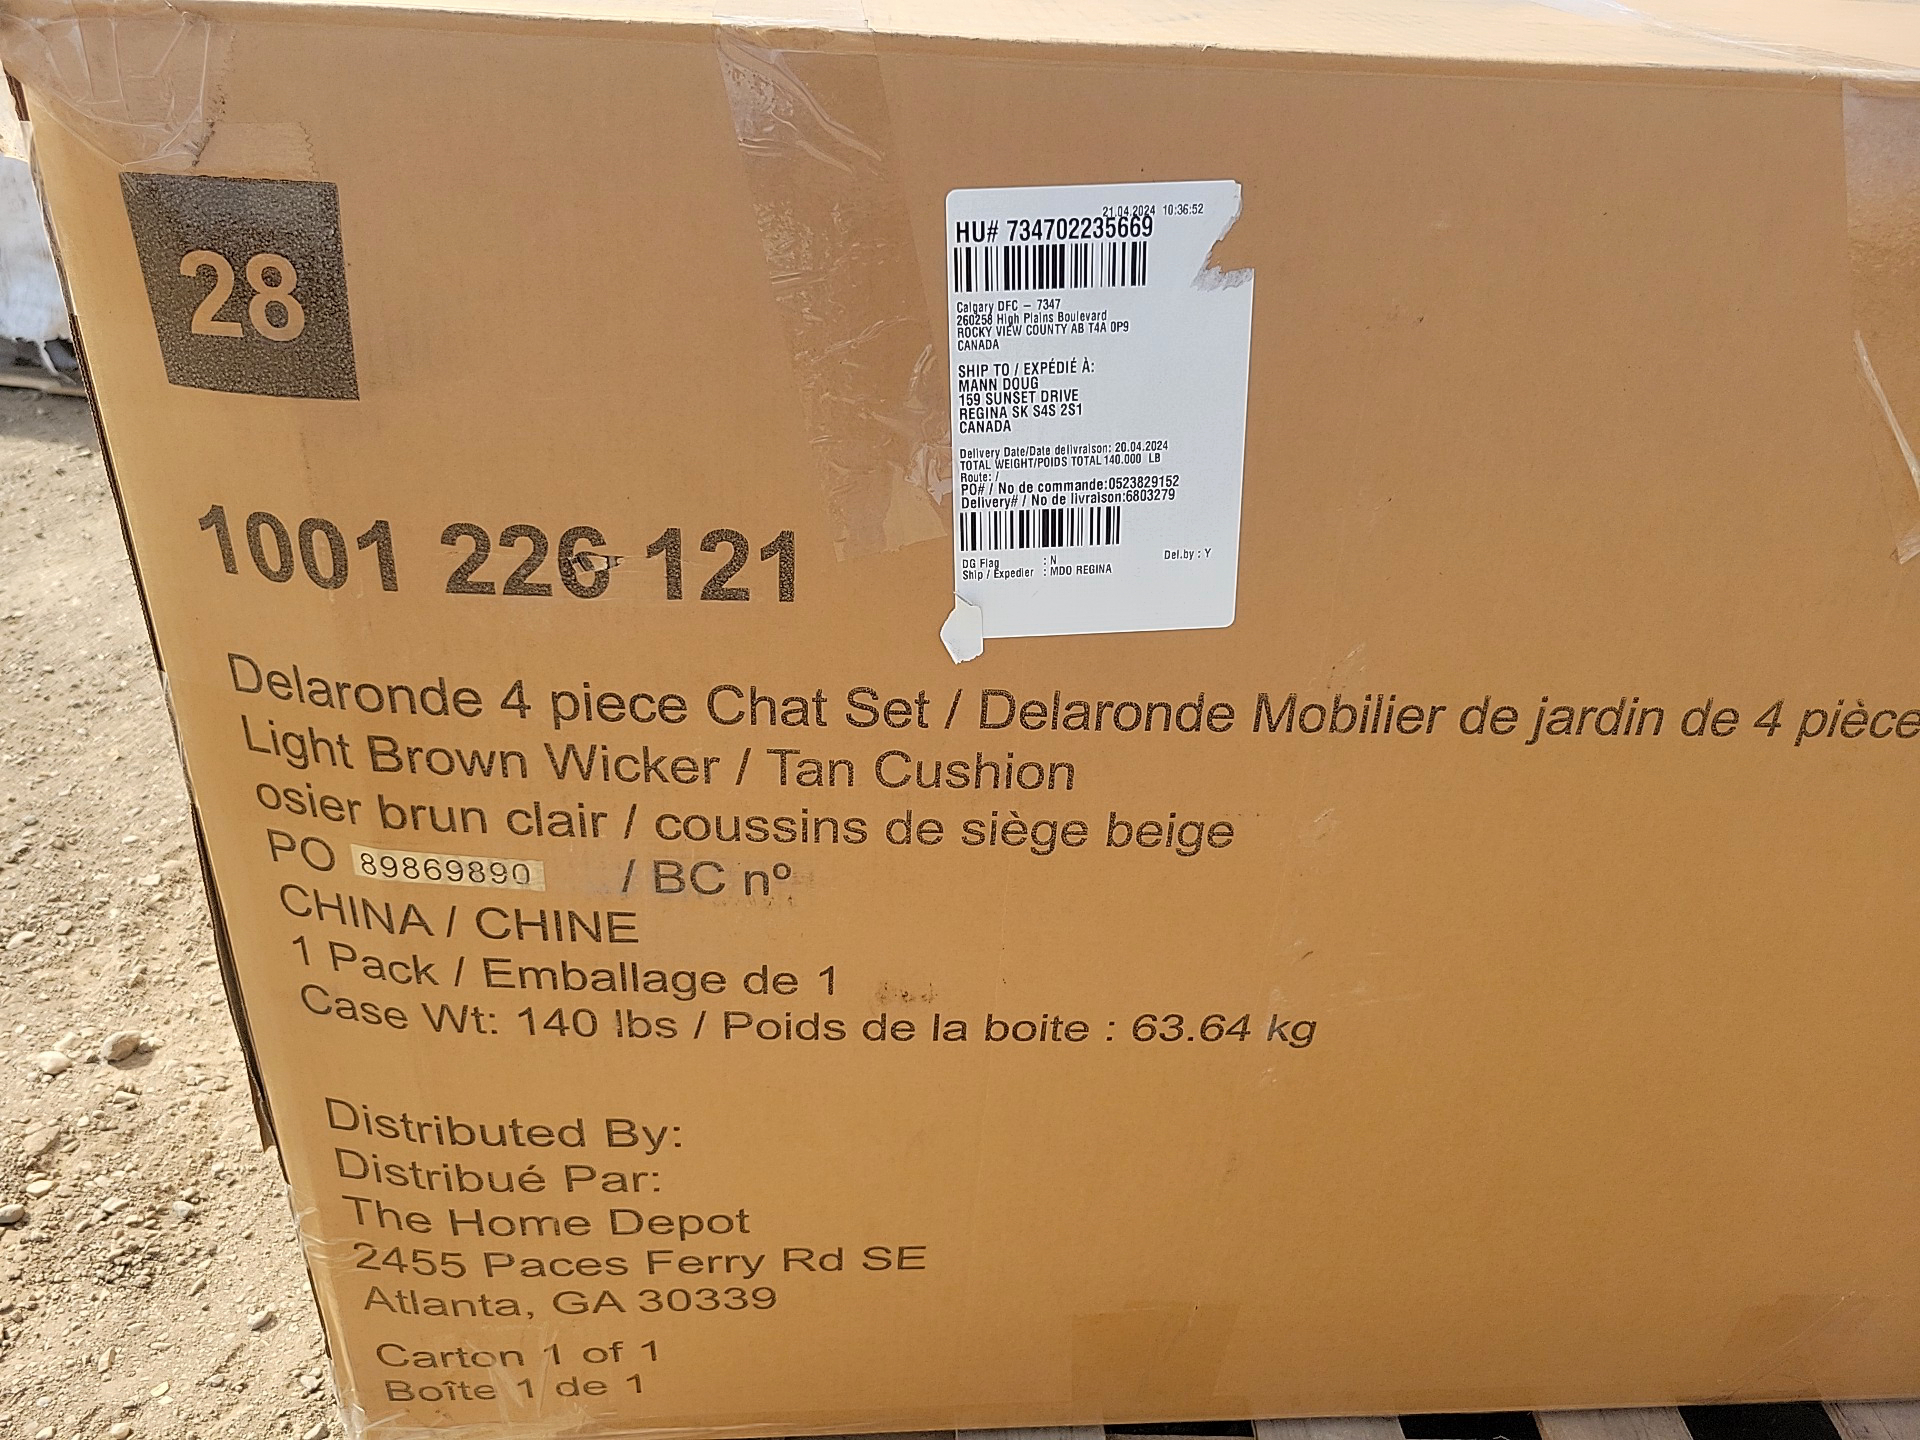 28
21.04.2024 10:36:52
HU# 734702235669
Calgary DFC – 7347
260258 High Plains Boulevard
ROCKY VIEW COUNTY AB T4A 0P9
CANADA
SHIP TO / EXPÉDIÉ À:
MANN DOUG
159 SUNSET DRIVE
REGINA SK S4S 2S1
CANADA
Delivery Date/Date delivraison: 20.04.2024
TOTAL WEIGHT/POIDS TOTAL 140.000 LB
Route: /
PO# / No de commande:0523829152
Delivery# / No de livraison:6803279
DG Flag : N Del.by : Y
Ship / Expedier : MDO REGINA
1001 226 121
Delaronde 4 piece Chat Set / Delaronde Mobilier de jardin de 4 pièce
Light Brown Wicker / Tan Cushion
osier brun clair / coussins de siège beige
PO 89869890 / BC nº
CHINA / CHINE
1 Pack / Emballage de 1
Case Wt: 140 lbs / Poids de la boite : 63.64 kg
Distributed By:
Distribué Par:
The Home Depot
2455 Paces Ferry Rd SE
Atlanta, GA 30339
Carton 1 of 1
Boîte 1 de 1